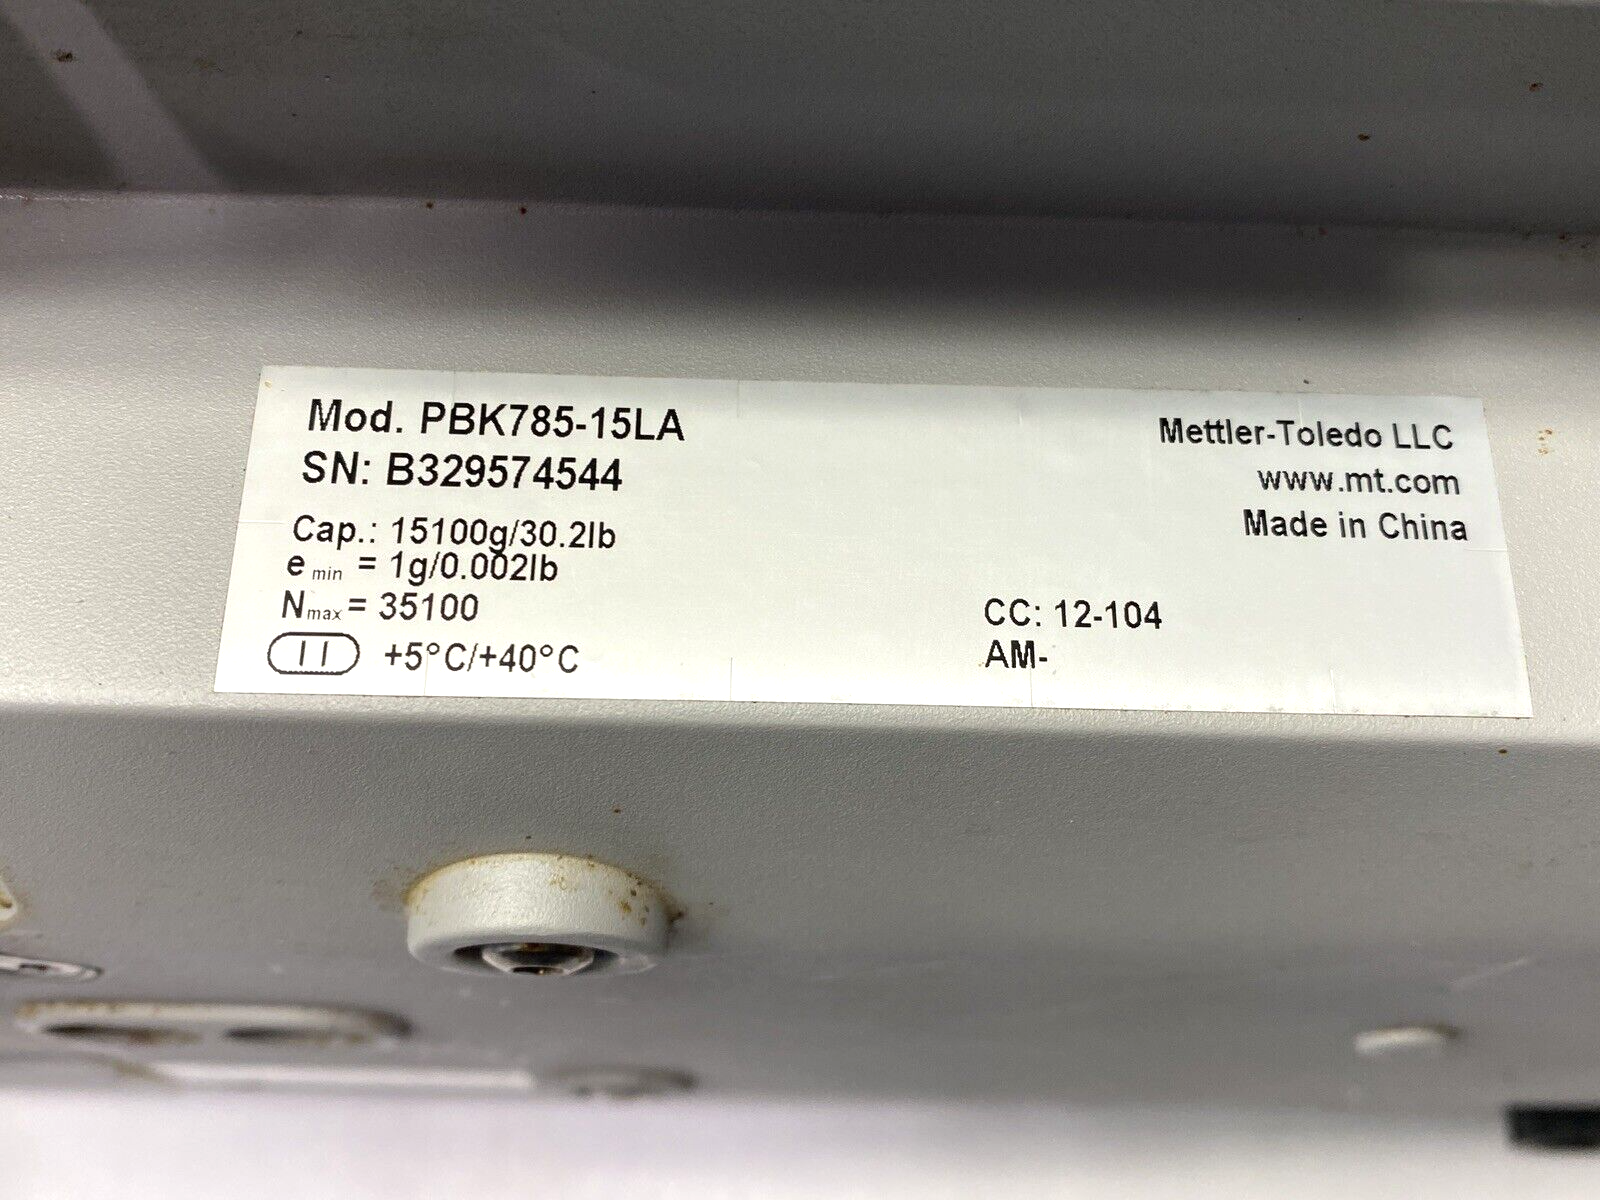 Mod. PBK785-15LA
SN: B329574544
Cap.: 15100g/30.2lb
e min = 1g/0.002lb
Nmax = 35100
II +5°C/+40°C
Mettler-Toledo LLC
www.mt.com
Made in China
CC: 12-104
AM-